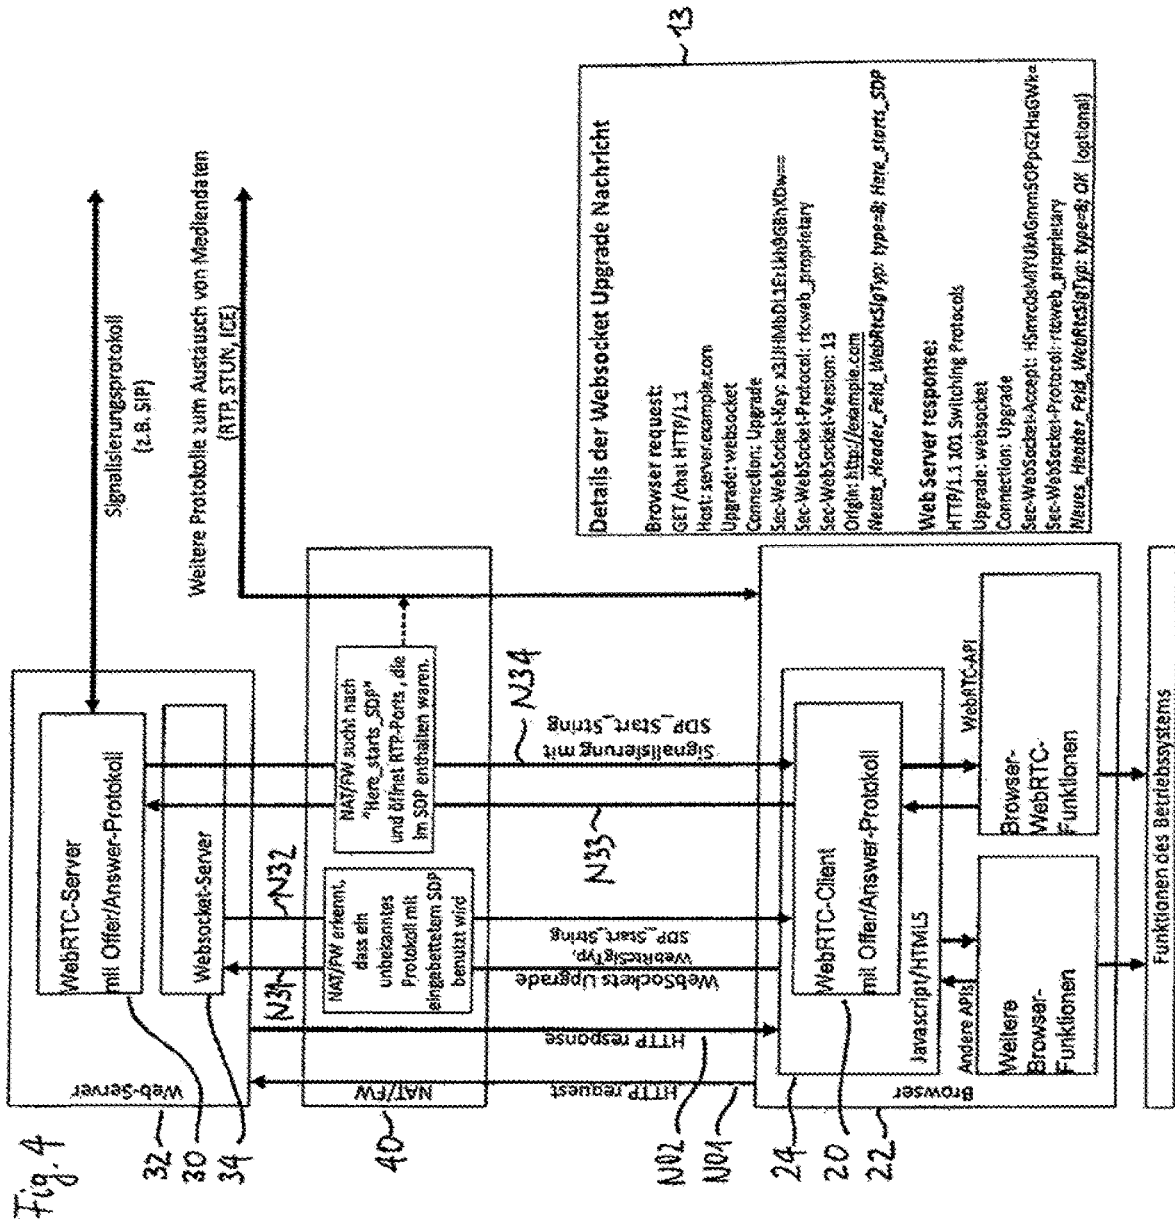 Fig. 4
Signalisierungsprotokoll
(z.B. SIP)
Weitere Protokolle zum Austausch von Mediendaten
(RTP, STUN, ICE)
13
32
30
34
Web-Server
WebRTC-Server
mit Offer/Answer-Protokoll
Websocket-Server
40
NAT/FW
N31
N32
NAT/FW erkennt,
dass ein
unbekanntes
Protokoll mit
eingebettetem SDP
benutzt wird
NAT/FW sucht nach
"Here_starts_SDP"
und öffnet RTP-Ports, die
im SDP enthalten waren.
N02
N01
HTTP request
HTTP response
WebSockets Upgrade
WebRtcSigTyp,
SDP_Start_String
N33
Signalisierung mit
SDP_Start_String
N34
24
20
22
Browser
WebRTC-Client
mit Offer/Answer-Protokoll
Javascript/HTML5
Andere APIs
WebRTC-API
Weitere
Browser-
Funktionen
Browser-
WebRTC-
Funktionen
Funktionen des Betriebssystems
Details der Websocket Upgrade Nachricht
Browser request:
GET /chat HTTP/1.1
Host: server.example.com
Upgrade: websocket
Connection: Upgrade
Sec-WebSocket-Key: x3JJHMbDL1EzLkh9GBhXDw==
Sec-WebSocket-Protocol: rtcweb_proprietary
Sec-WebSocket-Version: 13
Origin: http://example.com
Neues_Header_Feld_WebRtcSigTyp: type=8; Here_starts_SDP
Web Server response:
HTTP/1.1 101 Switching Protocols
Upgrade: websocket
Connection: Upgrade
Sec-WebSocket-Accept:
Sec-WebSocket-Protocol: rtcweb_proprietary
Neues_Header_Feld_WebRtcSigTyp: type=8; OK (optional)